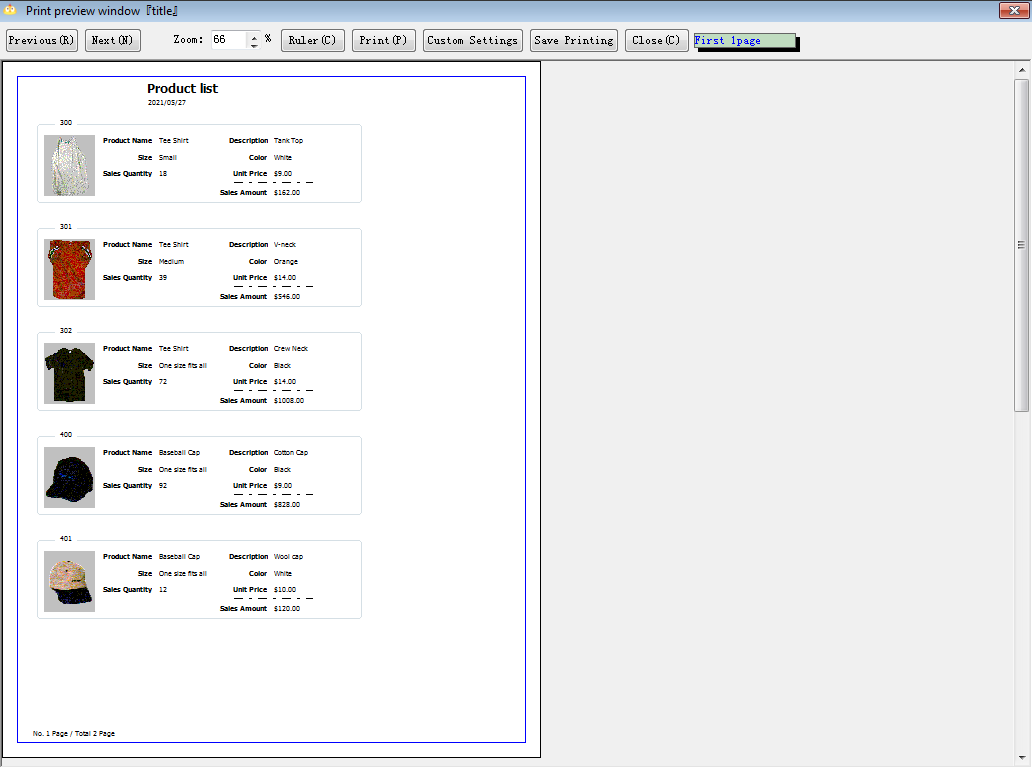 Print preview window『title』
Previous(R) Next(N) Zoom: 66 % Ruler(C) Print(P) Custom Settings Save Printing Close(C) First 1page
Product list
2021/05/27
300
Product Name Tee Shirt Description Tank Top
Size Small Color White
Sales Quantity 18 Unit Price $9.00
Sales Amount $162.00
301
Product Name Tee Shirt Description V-neck
Size Medium Color Orange
Sales Quantity 39 Unit Price $14.00
Sales Amount $546.00
302
Product Name Tee Shirt Description Crew Neck
Size One size fits all Color Black
Sales Quantity 72 Unit Price $14.00
Sales Amount $1008.00
400
Product Name Baseball Cap Description Cotton Cap
Size One size fits all Color Black
Sales Quantity 92 Unit Price $9.00
Sales Amount $828.00
401
Product Name Baseball Cap Description Wool cap
Size One size fits all Color White
Sales Quantity 12 Unit Price $10.00
Sales Amount $120.00
No. 1 Page / Total 2 Page